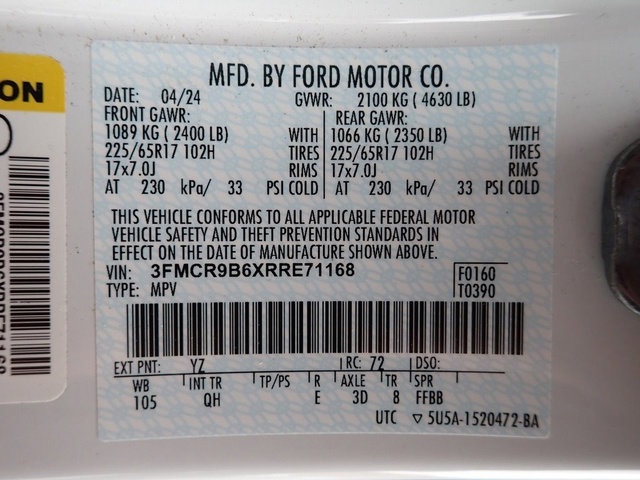 ON
MFD. BY FORD MOTOR CO.
DATE: 04/24 GVWR: 2100 KG ( 4630 LB)
FRONT GAWR: REAR GAWR:
1089 KG ( 2400 LB) WITH 1066 KG ( 2350 LB) WITH
225/65R17 102H TIRES 225/65R17 102H TIRES
17x7.0J RIMS 17x7.0J RIMS
AT 230 kPa/ 33 PSI COLD AT 230 kPa/ 33 PSI COLD
THIS VEHICLE CONFORMS TO ALL APPLICABLE FEDERAL MOTOR
VEHICLE SAFETY AND THEFT PREVENTION STANDARDS IN
EFFECT ON THE DATE OF MANUFACTURE SHOWN ABOVE.
VIN: 3FMCR9B6XRRE71168 F0160
TYPE: MPV T0390
EXT PNT: YZ RC: 72 DSO:
WB INT TR TP/PS R AXLE TR SPR
105 QH E 3D 8 FFBB
UTC ▽ 5U5A-1520472-BA